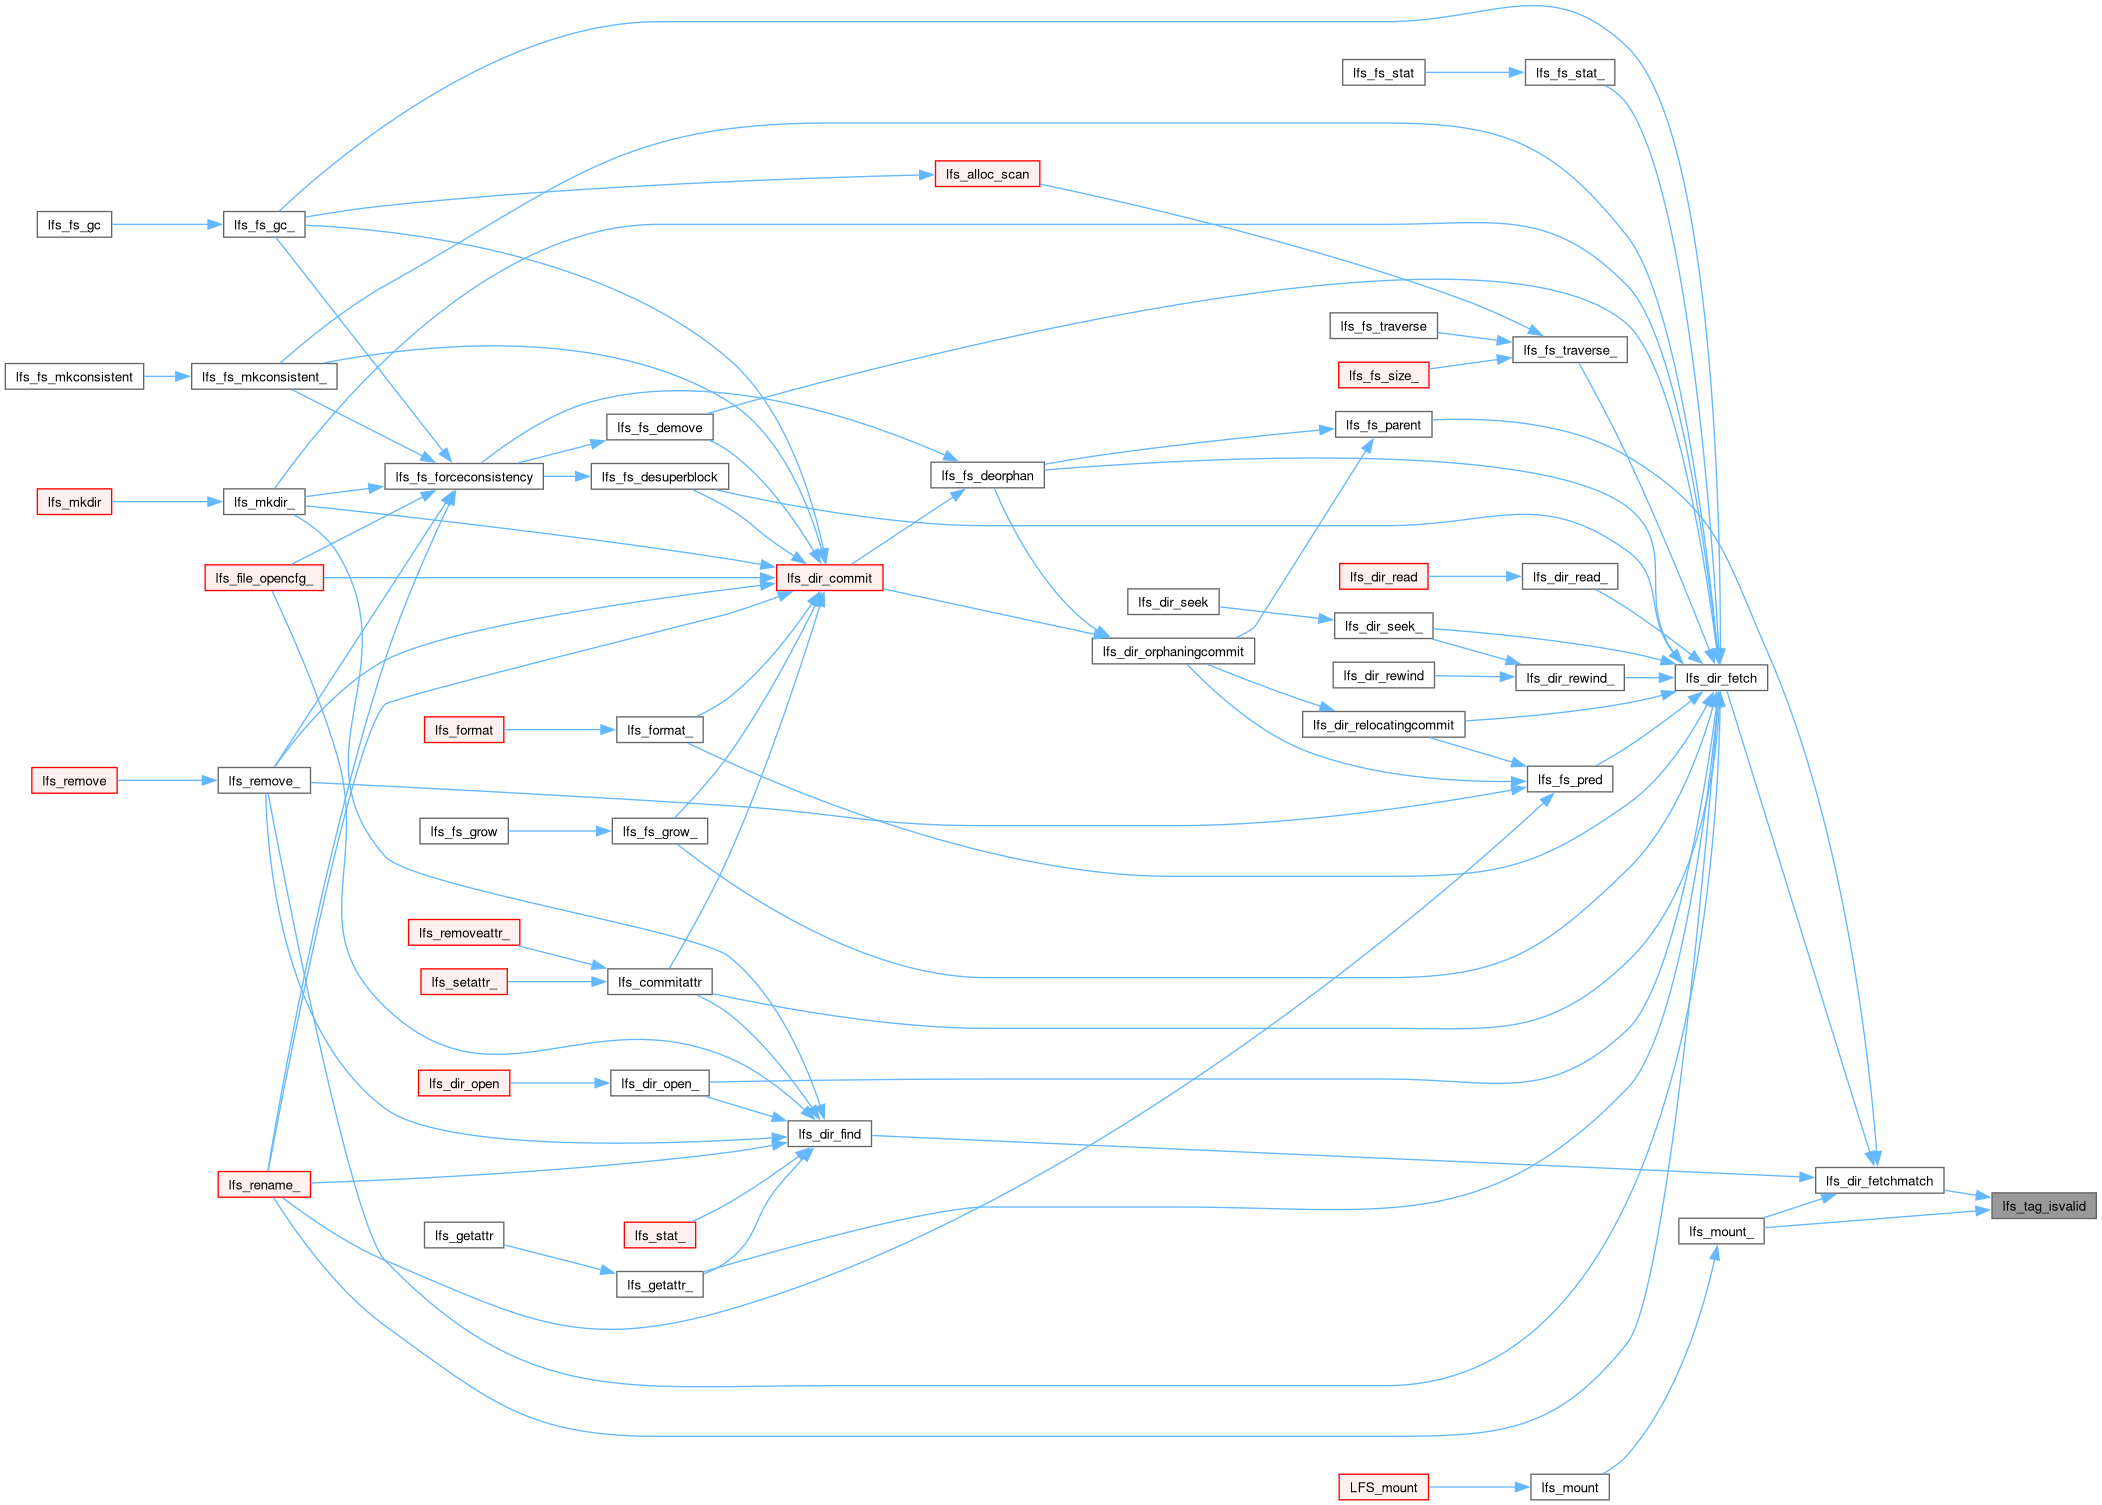 lfs_fs_stat
lfs_fs_stat_
lfs_alloc_scan
lfs_fs_gc
lfs_fs_gc_
lfs_fs_traverse
lfs_fs_traverse_
lfs_fs_size_
lfs_fs_mkconsistent
lfs_fs_mkconsistent_
lfs_fs_demove
lfs_fs_parent
lfs_fs_forceconsistency
lfs_fs_desuperblock
lfs_fs_deorphan
lfs_mkdir
lfs_mkdir_
lfs_file_opencfg_
lfs_dir_commit
lfs_dir_read
lfs_dir_read_
lfs_dir_seek
lfs_dir_seek_
lfs_dir_orphaningcommit
lfs_dir_rewind
lfs_dir_rewind_
lfs_dir_fetch
lfs_format
lfs_format_
lfs_dir_relocatingcommit
lfs_remove
lfs_remove_
lfs_fs_pred
lfs_fs_grow
lfs_fs_grow_
lfs_removeattr_
lfs_setattr_
lfs_commitattr
lfs_dir_open
lfs_dir_open_
lfs_dir_find
lfs_rename_
lfs_dir_fetchmatch
lfs_tag_isvalid
lfs_getattr
lfs_stat_
lfs_mount_
lfs_getattr_
LFS_mount
lfs_mount